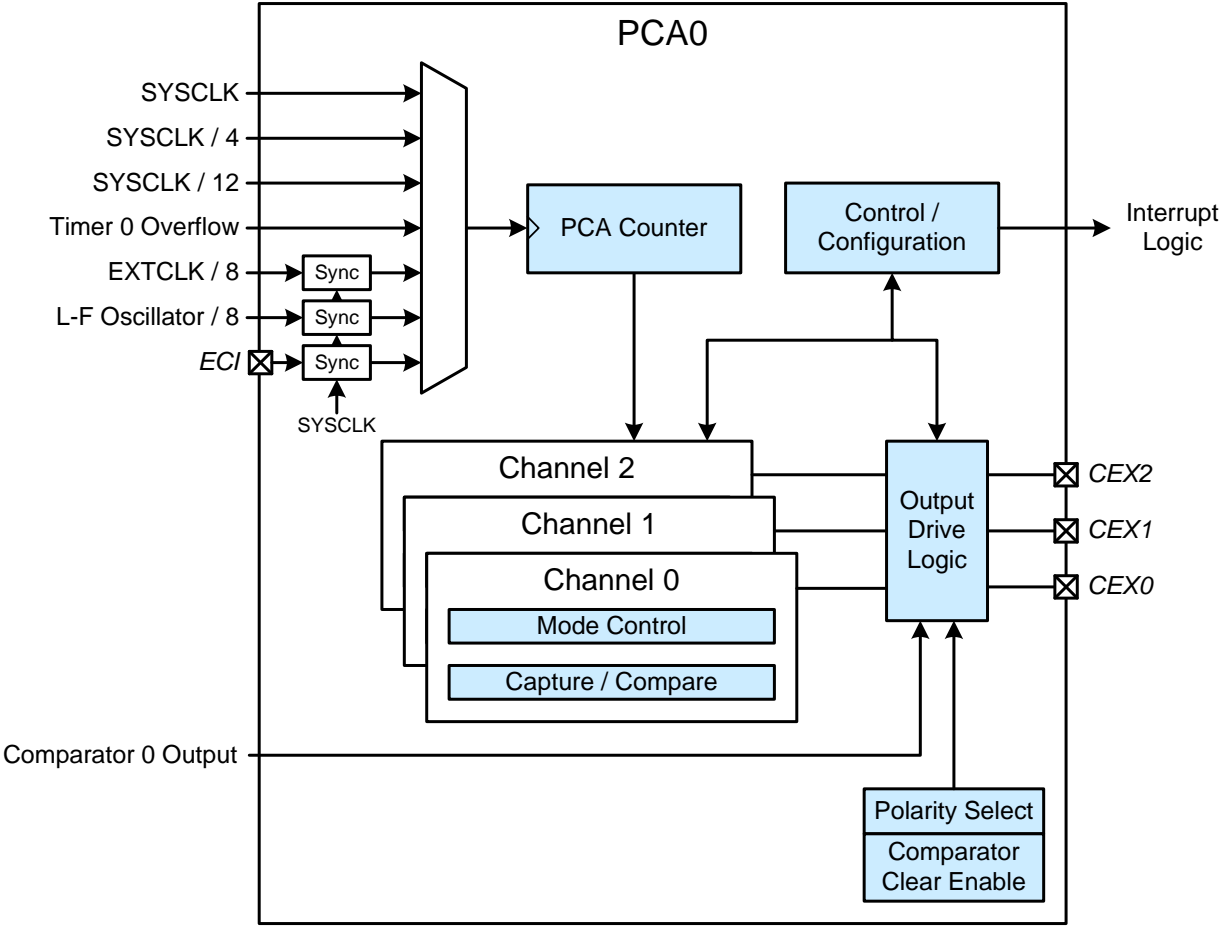 PCA0
SYSCLK
SYSCLK / 4
SYSCLK / 12
Timer 0 Overflow
EXTCLK / 8
Sync
L-F Oscillator / 8
Sync
ECI
Sync
SYSCLK
PCA Counter
Control /
Configuration
Interrupt
Logic
Channel 2
Channel 1
Channel 0
Mode Control
Capture / Compare
Output
Drive
Logic
CEX2
CEX1
CEX0
Comparator 0 Output
Polarity Select
Comparator
Clear Enable